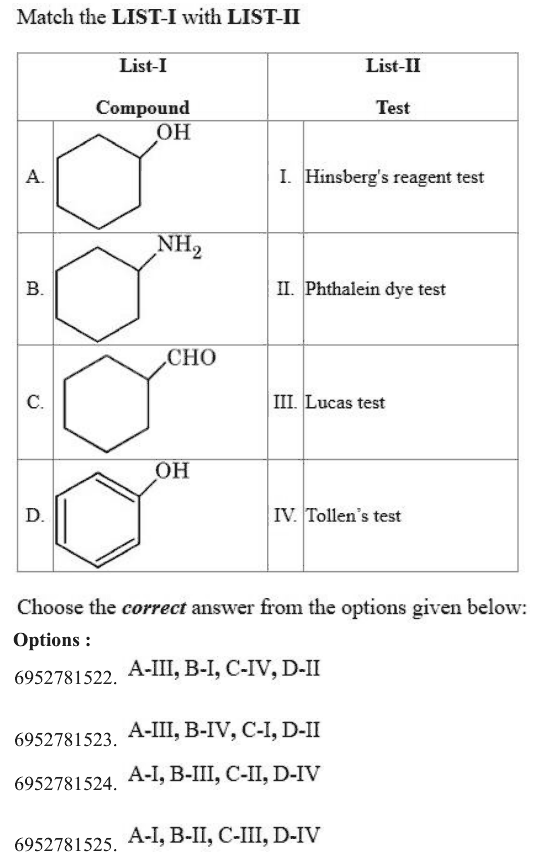 Match the LIST-I with LIST-II
List-I List-II
Compound Test
OH
A. I. Hinsberg's reagent test
NH₂
B. II. Phthalein dye test
CHO
C. III. Lucas test
OH
D. IV. Tollen's test
Choose the correct answer from the options given below:
Options :
6952781522. A-III, B-I, C-IV, D-II
6952781523. A-III, B-IV, C-I, D-II
6952781524. A-I, B-III, C-II, D-IV
6952781525. A-I, B-II, C-III, D-IV